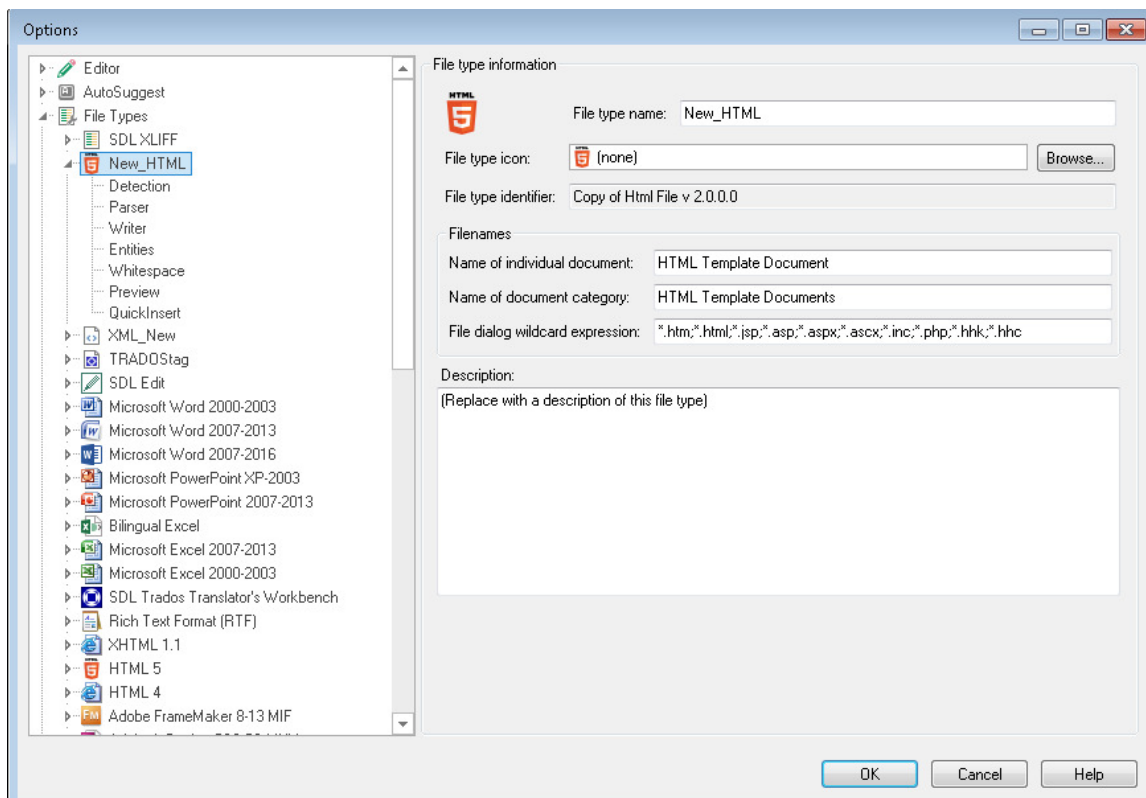 Options
Editor
AutoSuggest
File Types
SDL XLIFF
New_HTML
Detection
Parser
Writer
Entities
Whitespace
Preview
QuickInsert
XML_New
TRADOStag
SDL Edit
Microsoft Word 2000-2003
Microsoft Word 2007-2013
Microsoft Word 2007-2016
Microsoft PowerPoint XP-2003
Microsoft PowerPoint 2007-2013
Bilingual Excel
Microsoft Excel 2007-2013
Microsoft Excel 2000-2003
SDL Trados Translator's Workbench
Rich Text Format (RTF)
XHTML 1.1
HTML 5
HTML 4
Adobe FrameMaker 8-13 MIF
File type information
HTML
5
File type name: New_HTML
File type icon: (none) Browse...
File type identifier: Copy of Html File v 2.0.0.0
Filenames
Name of individual document: HTML Template Document
Name of document category: HTML Template Documents
File dialog wildcard expression: *.htm;*.html;*.jsp;*.asp;*.aspx;*.ascx;*.inc;*.php;*.hhk;*.hhc
Description:
(Replace with a description of this file type)
OK Cancel Help